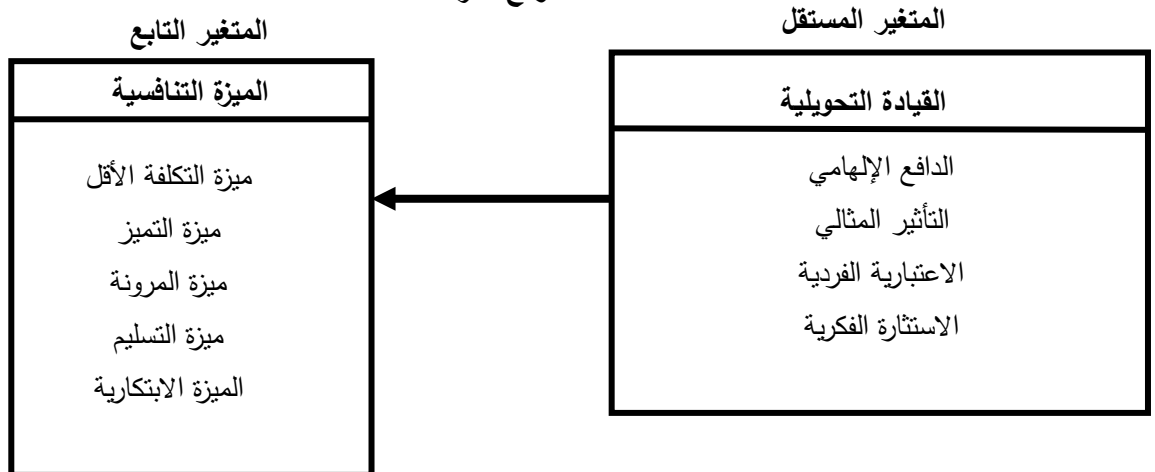 المتغير المستقل
القيادة التحويلية
الدافع الإلهامي
التأثير المثالي
الاعتبارية الفردية
الاستثارة الفكرية
المتغير التابع
الميزة التنافسية
ميزة التكلفة الأقل
ميزة التميز
ميزة المرونة
ميزة التسليم
الميزة الابتكارية